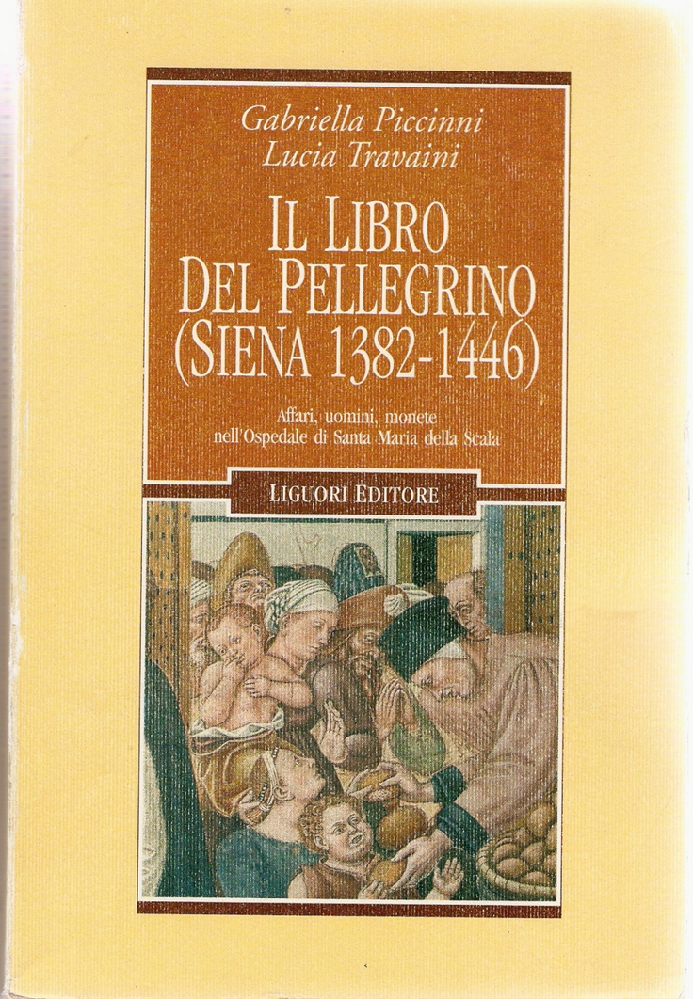 Gabriella Piccinni
Lucia Travaini
IL LIBRO
DEL PELLEGRINO
(SIENA 1382-1446)
Affari, uomini, monete
nell'Ospedale di Santa Maria della Scala
LIGUORI EDITORE